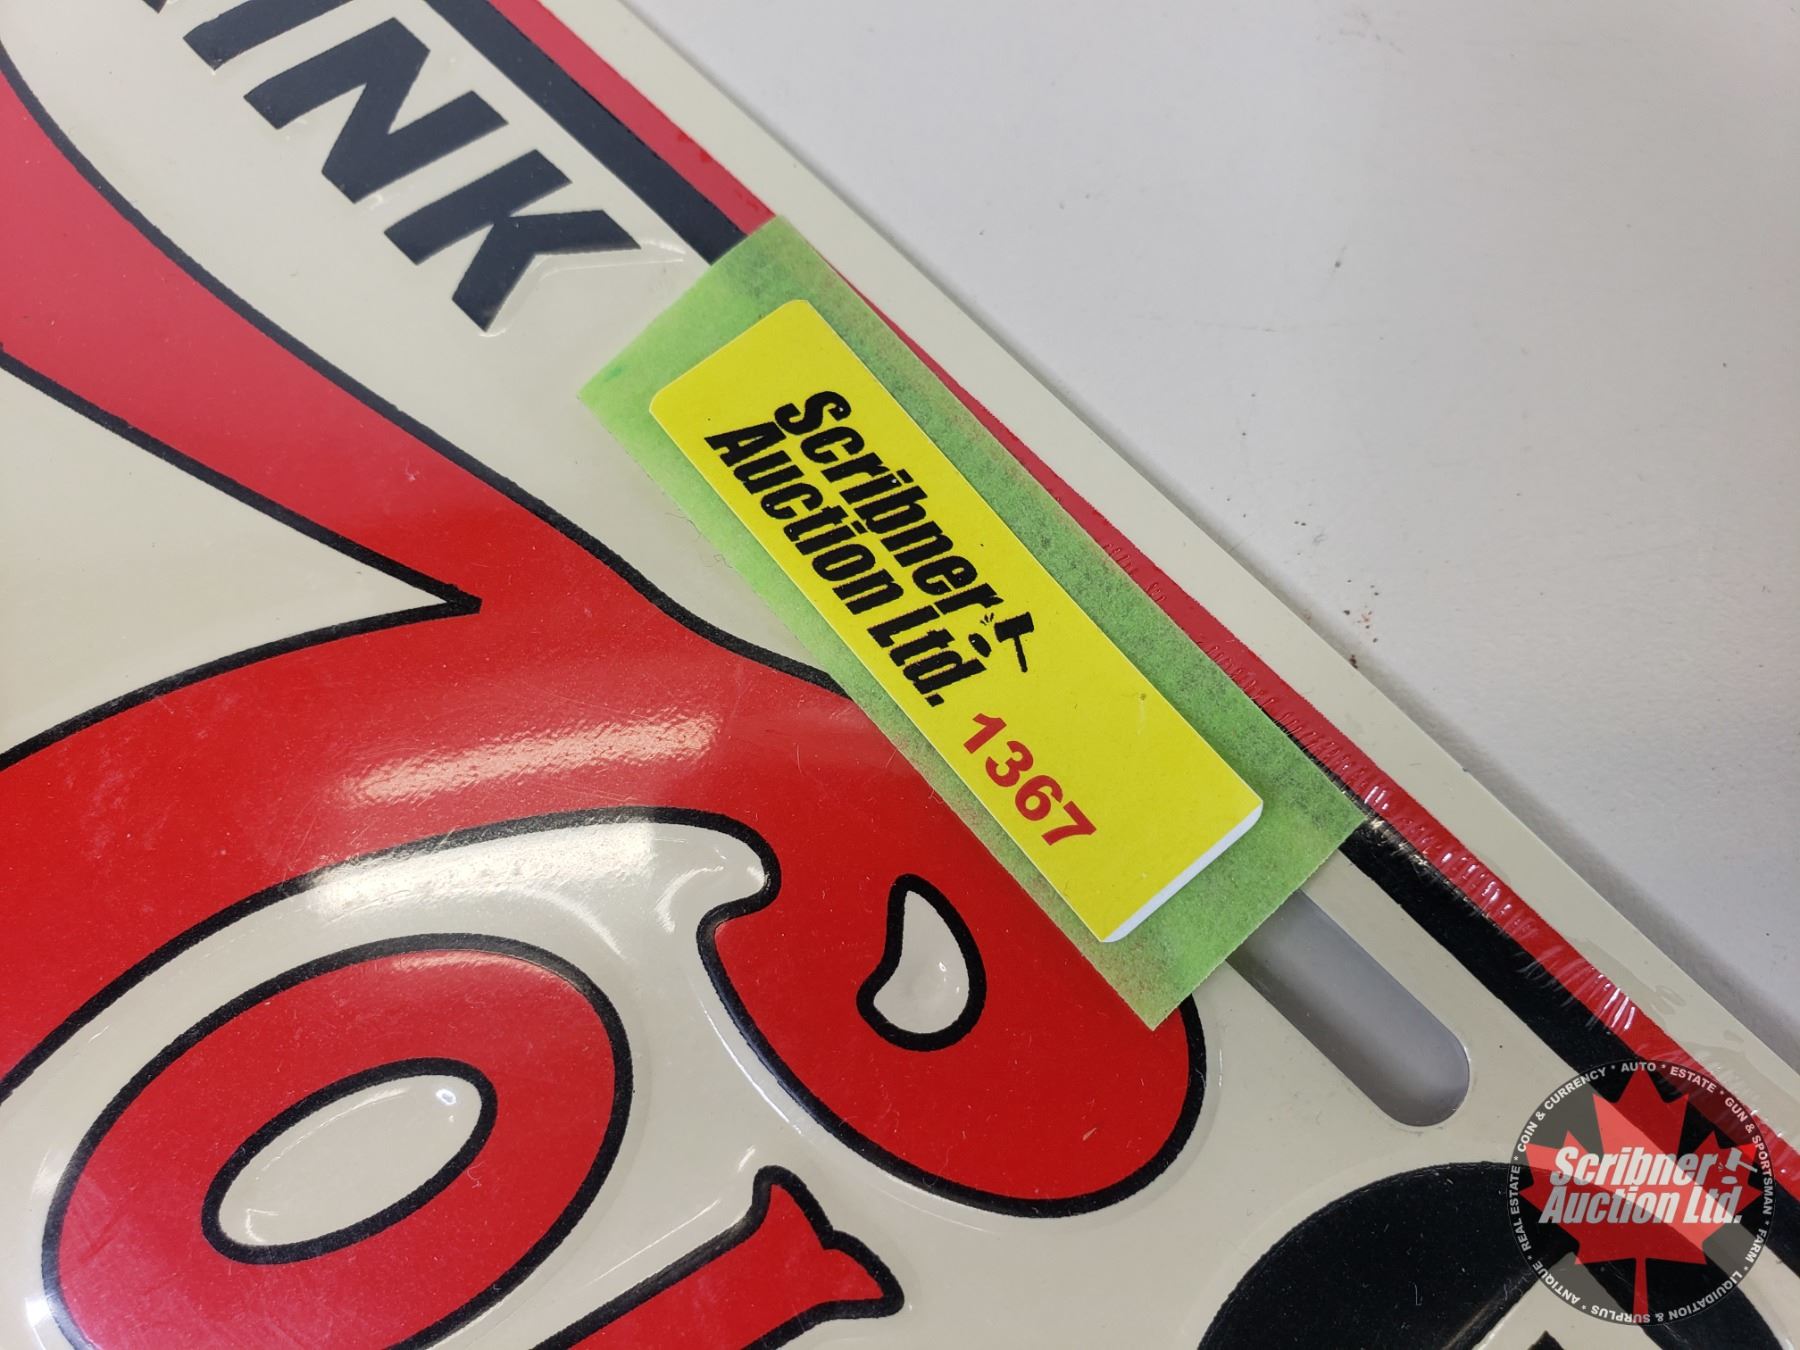 INK
Scribner
Auction Ltd.
1367
REAL ESTATE * COIN & CURRENCY * AUTO * ESTATE * GUN & SPORTSMAN * FARM * LIQUIDATION & SURPLUS * ANTIQUE *
Scribner
Auction Ltd.